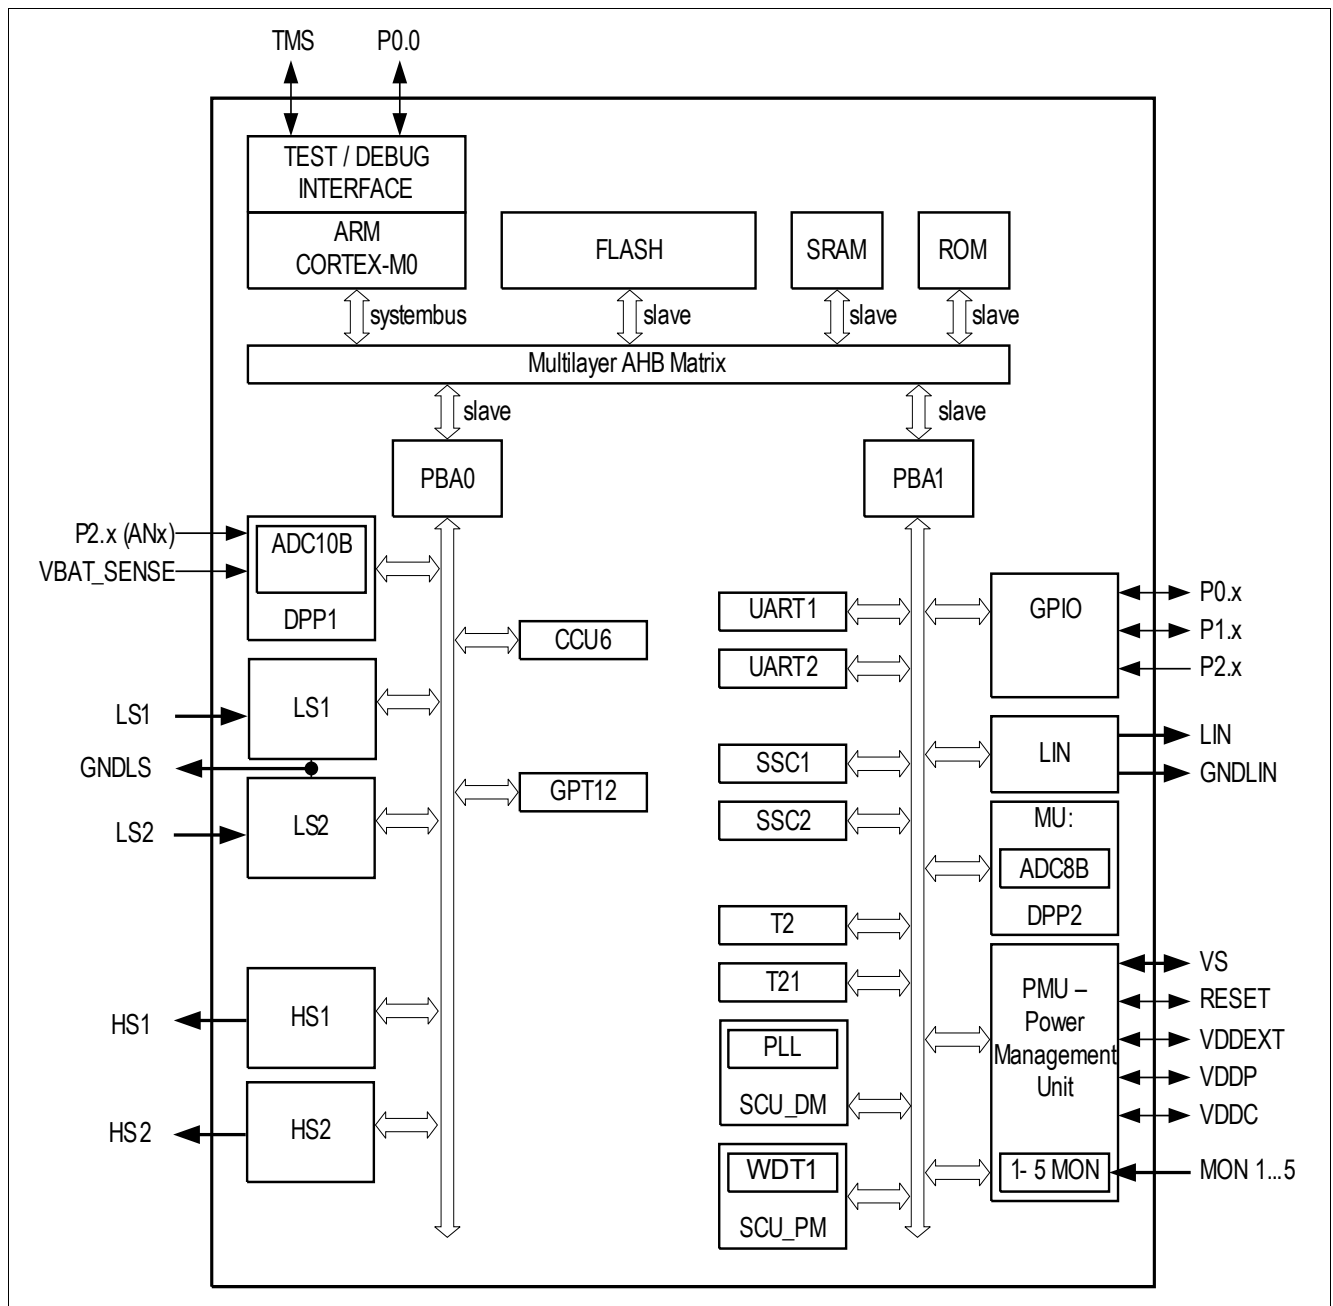 TMS P0.0
TEST / DEBUG
INTERFACE
ARM
CORTEX-M0
FLASH
SRAM
ROM
systembus
slave
slave
slave
Multilayer AHB Matrix
slave
slave
PBA0
PBA1
P2.x (ANx)
VBAT_SENSE
ADC10B
DPP1
CCU6
LS1
LS1
GNDLS
GPT12
LS2
LS2
HS1
HS1
HS2
HS2
UART1
UART2
SSC1
SSC2
T2
T21
PLL
SCU_DM
WDT1
SCU_PM
GPIO
P0.x
P1.x
P2.x
LIN
LIN
GNDLIN
MU:
ADC8B
DPP2
PMU –
Power
Management
Unit
VS
RESET
VDDEXT
VDDP
VDDC
1- 5 MON
MON 1...5